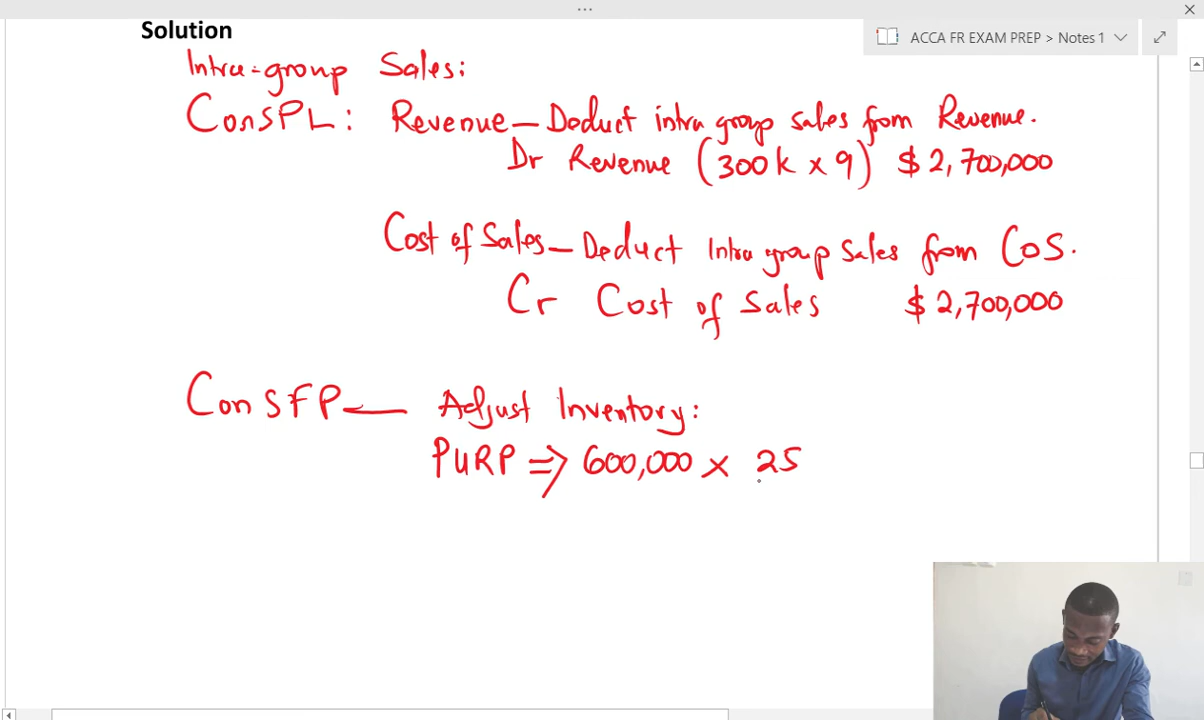 Solution
ACCA FR EXAM PREP > Notes 1
Intra-group Sales:
ConSPL: Revenue – Deduct intra group sales from Revenue.
Dr Revenue (300k x 9) $2,700,000
Cost of Sales – Deduct Intra group Sales from CoS.
Cr Cost of Sales $2,700,000
ConSFP — Adjust Inventory:
PURP ⇒ 600,000 x 25